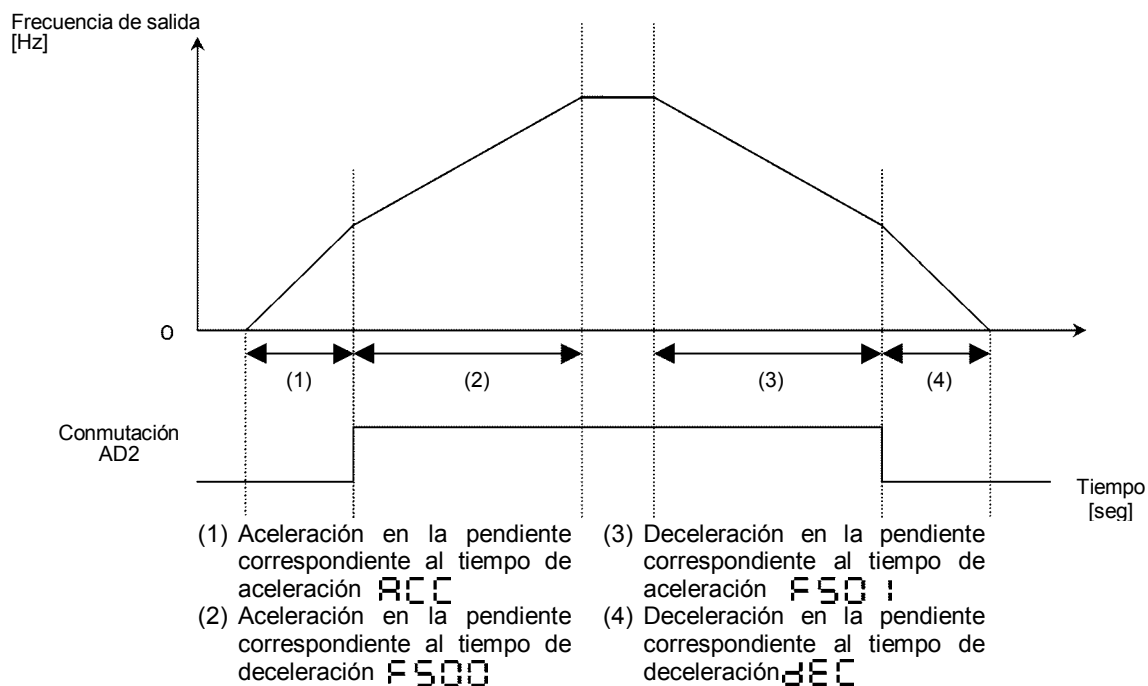 Frecuencia de salida
[Hz]
0
(1)
(2)
(3)
(4)
Conmutación
AD2
Tiempo
[seg]
(1) Aceleración en la pendiente
correspondiente al tiempo de
aceleración ACC
(2) Aceleración en la pendiente
correspondiente al tiempo de
deceleración F500
(3) Deceleración en la pendiente
correspondiente al tiempo de
aceleración F501
(4) Deceleración en la pendiente
correspondiente al tiempo de
deceleración dEC